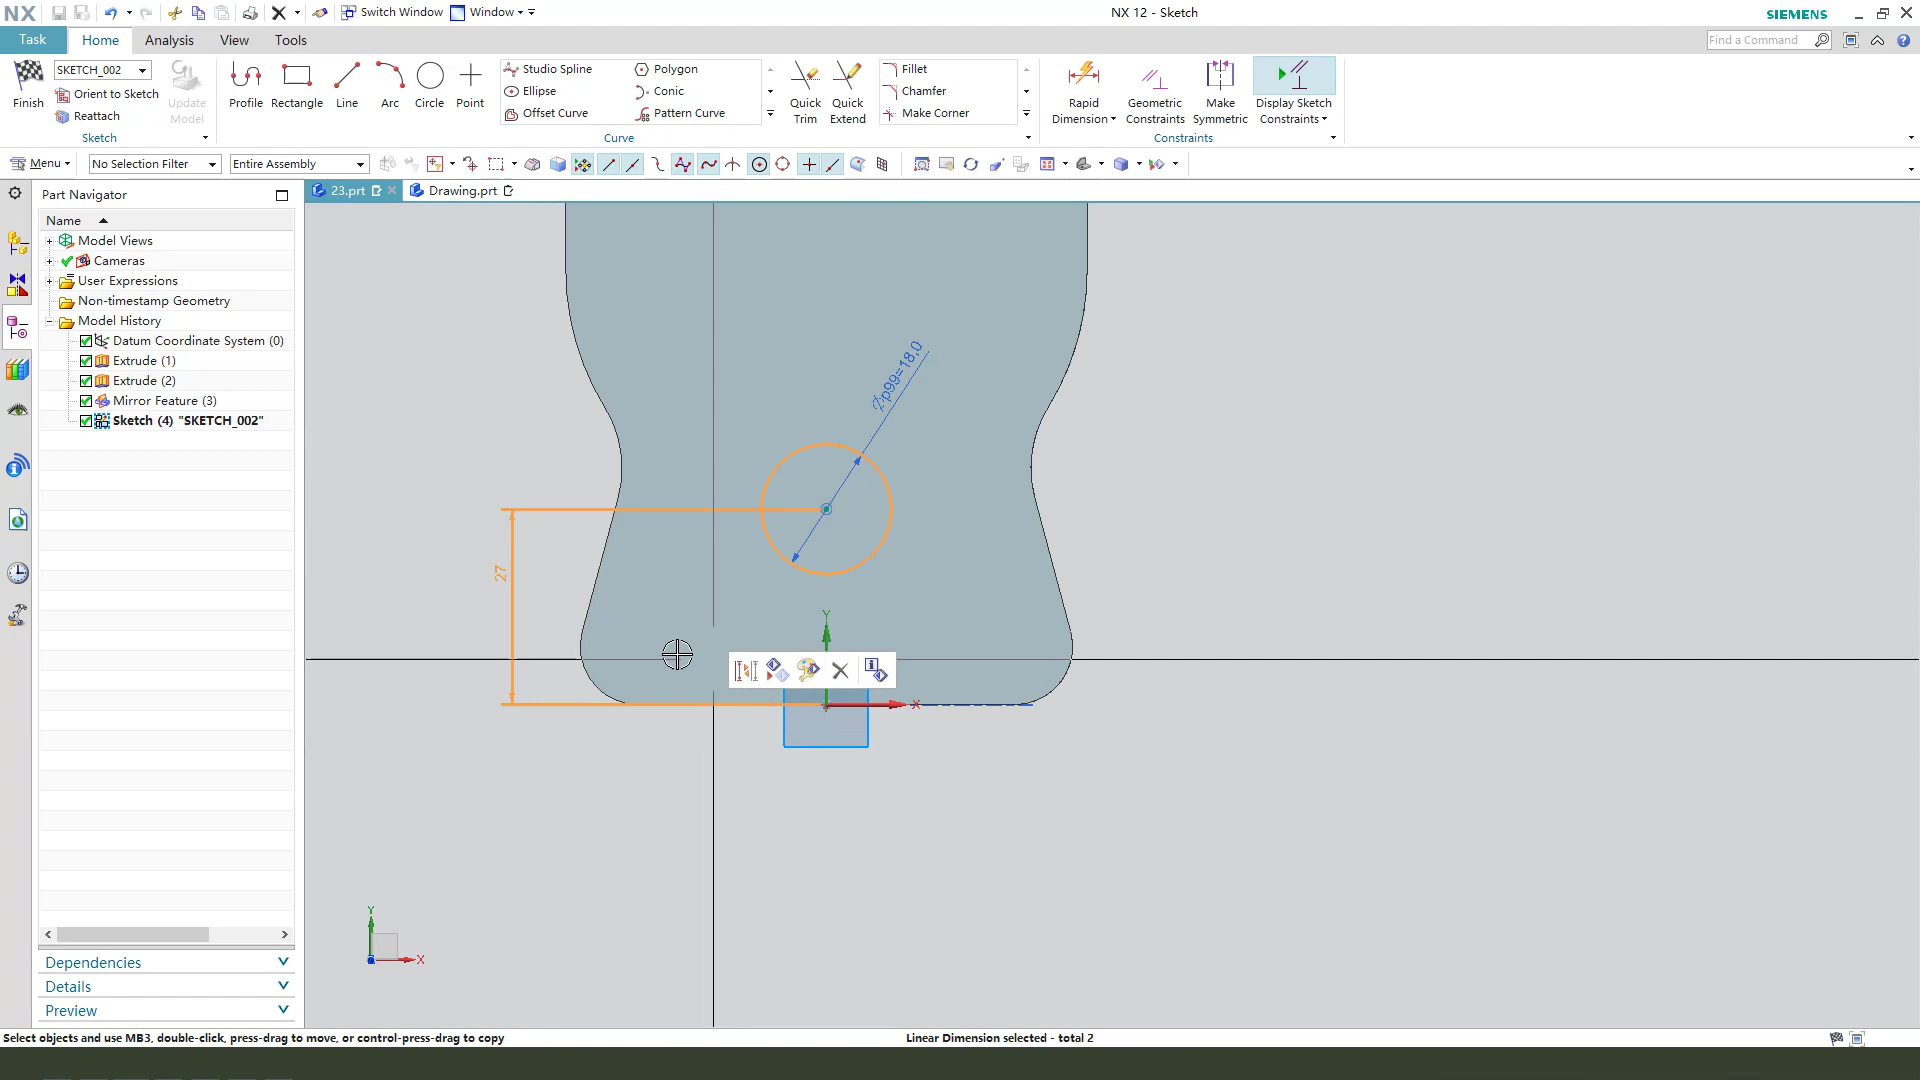 NX
Switch Window
Window
NX 12 - Sketch
SIEMENS
Task
Home
Analysis
View
Tools
Find a Command
Finish
SKETCH_002
Orient to Sketch
Reattach
Update Model
Sketch
Profile
Rectangle
Line
Arc
Circle
Point
Studio Spline
Ellipse
Offset Curve
Polygon
Conic
Pattern Curve
Curve
Quick Trim
Quick Extend
Fillet
Chamfer
Make Corner
Rapid Dimension
Geometric Constraints
Make Symmetric
Display Sketch Constraints
Constraints
Menu
No Selection Filter
Entire Assembly
Part Navigator
23.prt
Drawing.prt
Name
Model Views
Cameras
User Expressions
Non-timestamp Geometry
Model History
Datum Coordinate System (0)
Extrude (1)
Extrude (2)
Mirror Feature (3)
Sketch (4) "SKETCH_002"
∅p99=18,0
27
Y
X
Y
X
Dependencies
Details
Preview
Select objects and use MB3, double-click, press-drag to move, or control-press-drag to copy
Linear Dimension selected - total 2